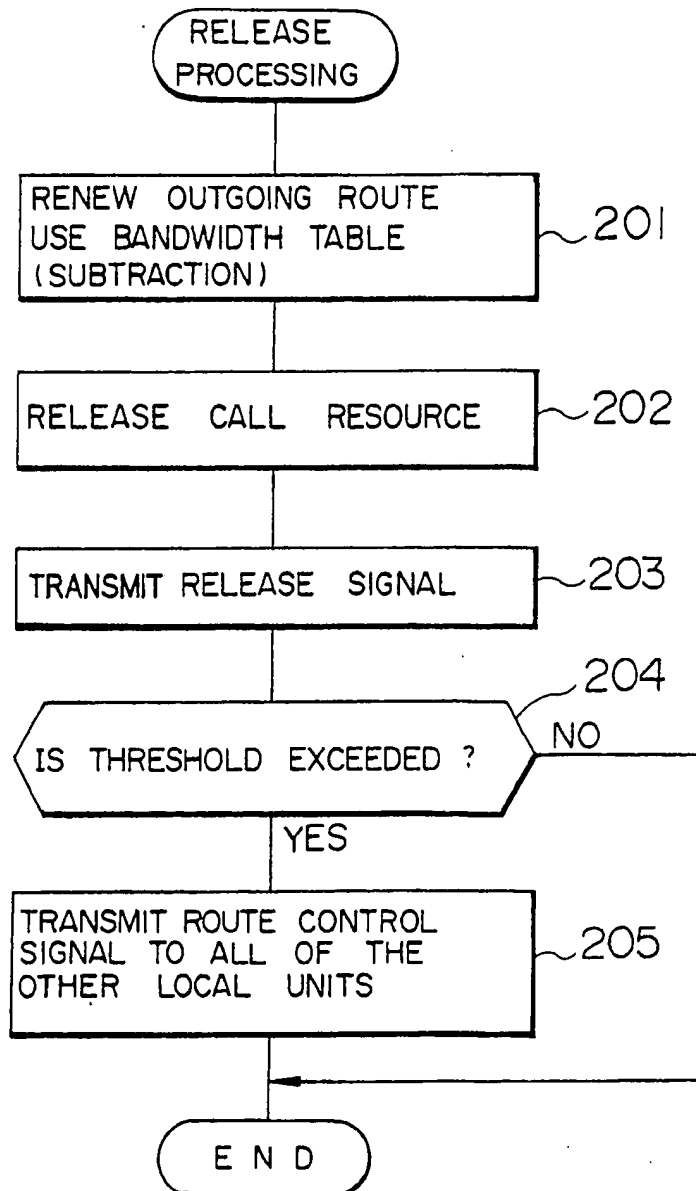 RELEASE
PROCESSING
RENEW OUTGOING ROUTE
USE BANDWIDTH TABLE
(SUBTRACTION)
201
RELEASE CALL RESOURCE
202
TRANSMIT RELEASE SIGNAL
203
204
IS THRESHOLD EXCEEDED ?
NO
YES
TRANSMIT ROUTE CONTROL
SIGNAL TO ALL OF THE
OTHER LOCAL UNITS
205
END